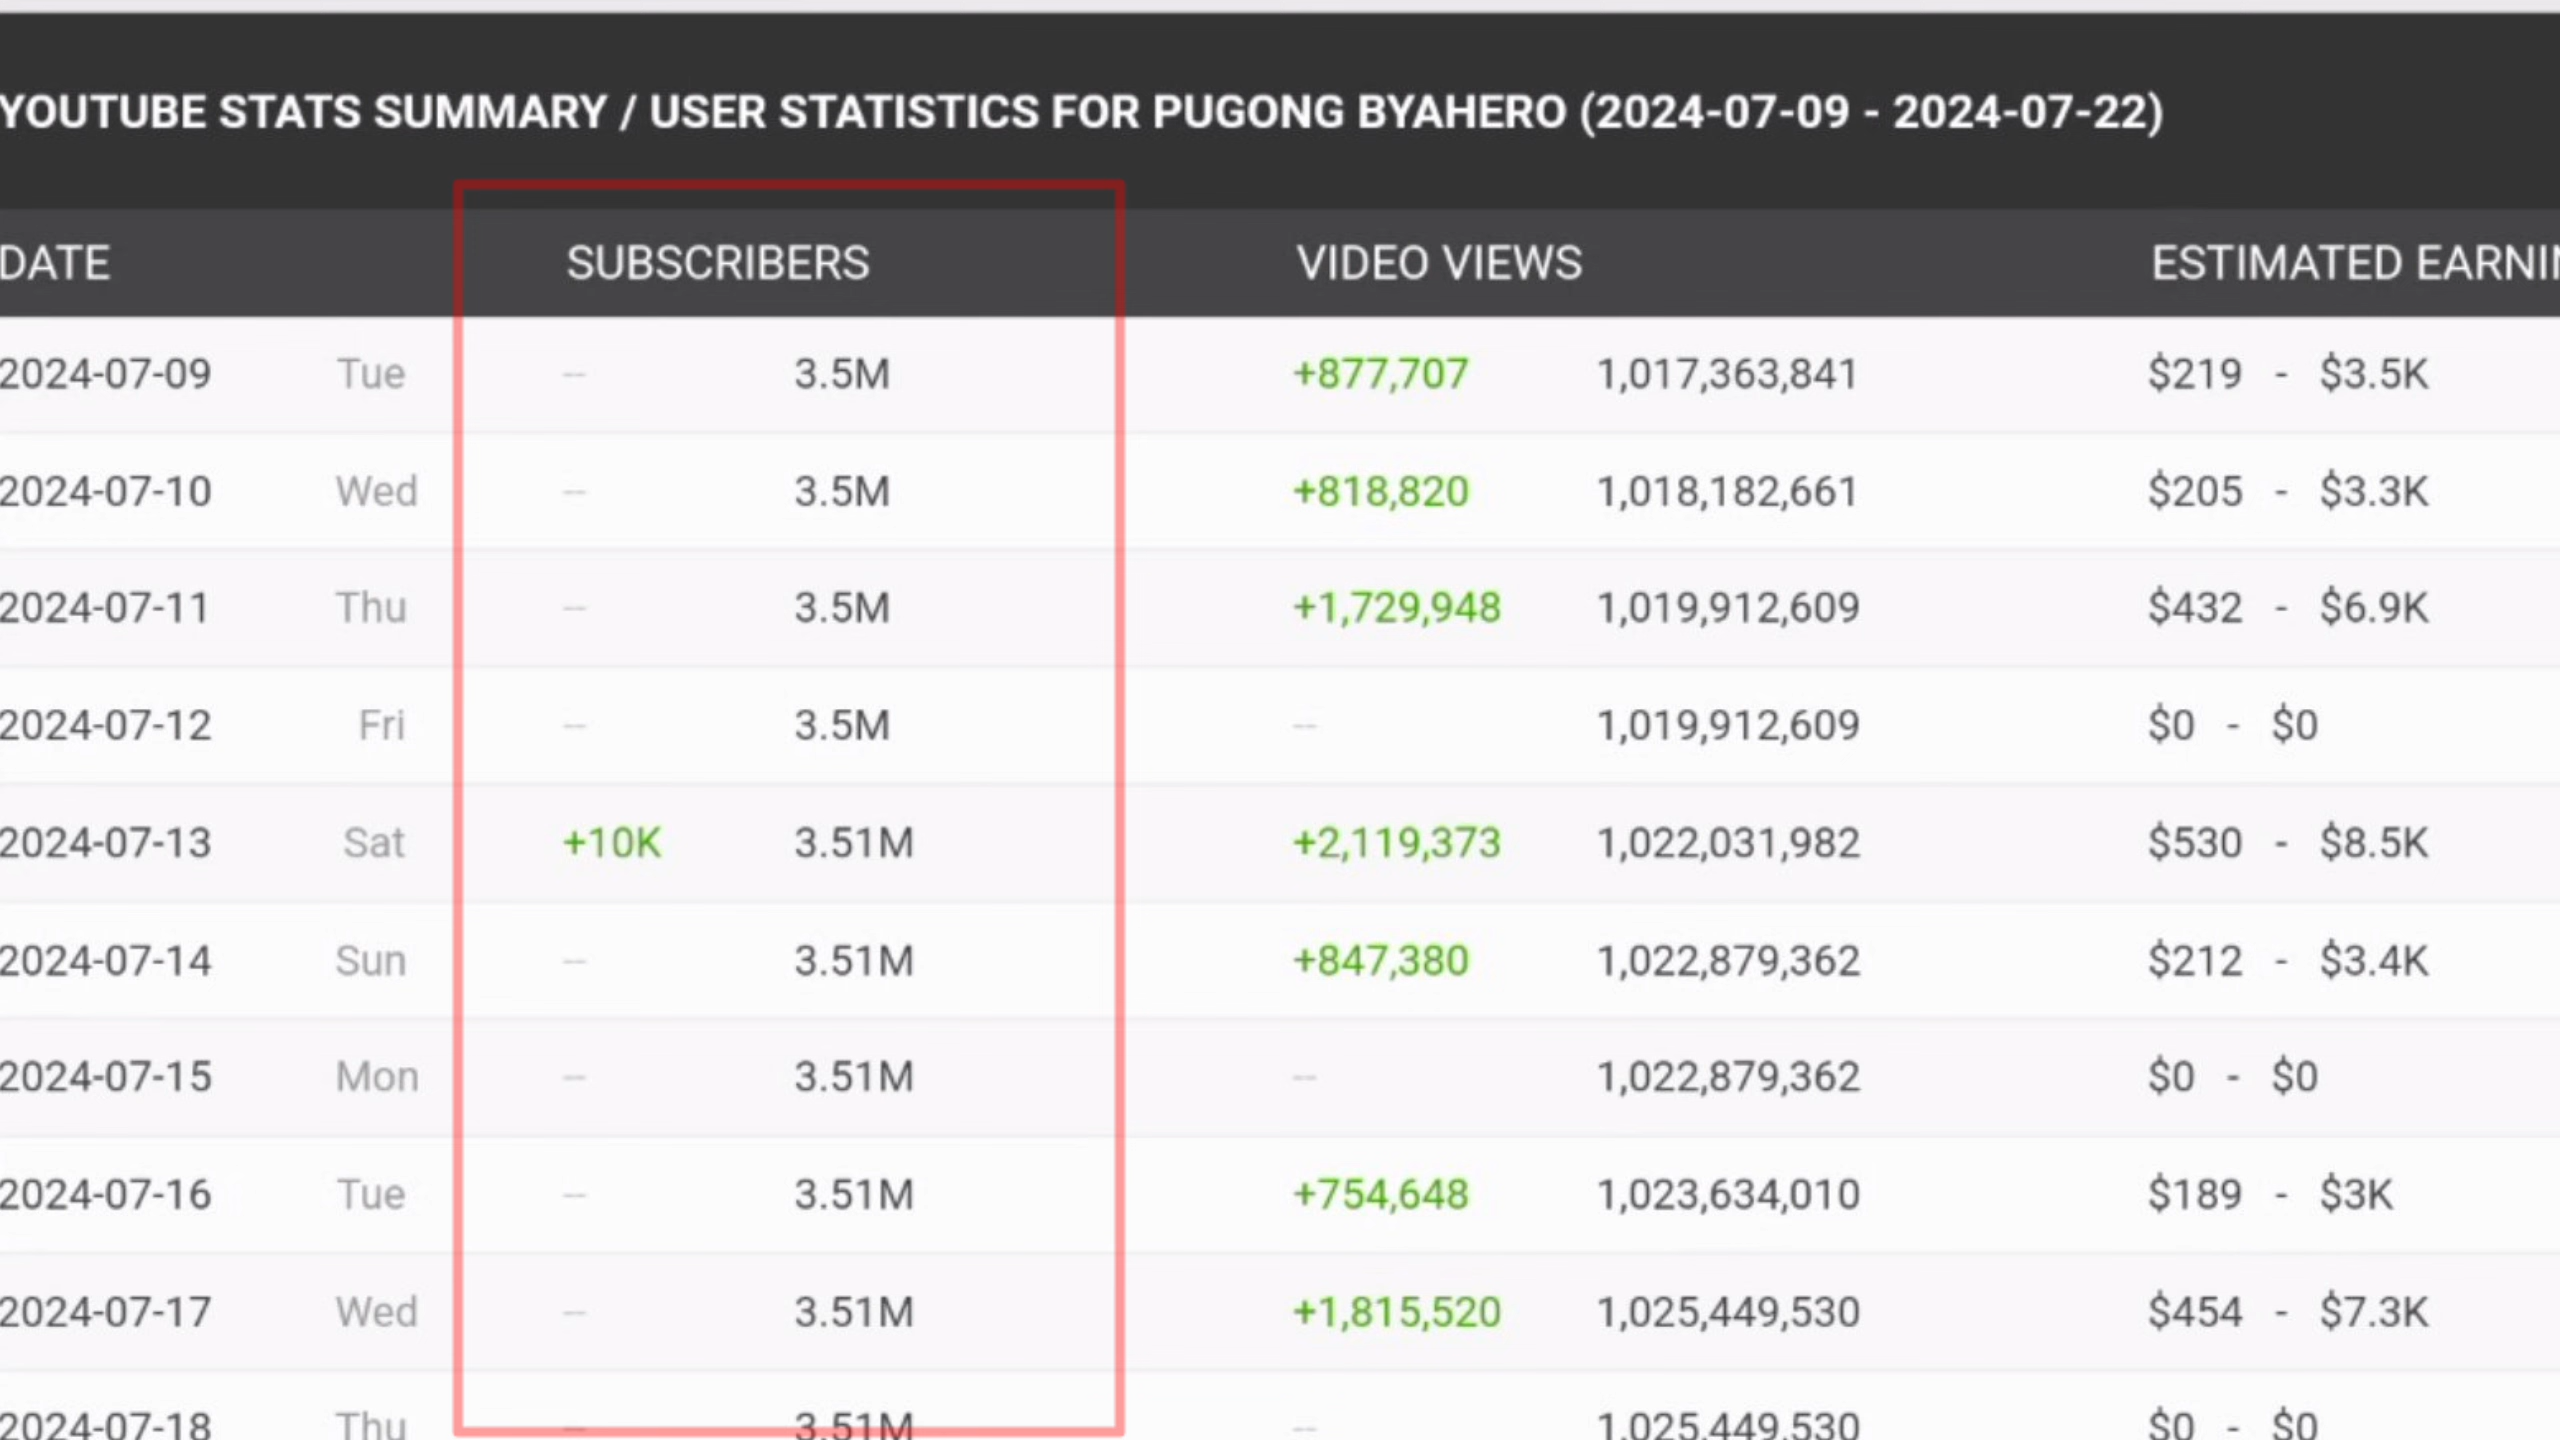 YOUTUBE STATS SUMMARY / USER STATISTICS FOR PUGONG BYAHERO (2024-07-09 - 2024-07-22)
DATE SUBSCRIBERS VIDEO VIEWS ESTIMATED EARNIN
2024-07-09 Tue -- 3.5M +877,707 1,017,363,841 $219 - $3.5K
2024-07-10 Wed -- 3.5M +818,820 1,018,182,661 $205 - $3.3K
2024-07-11 Thu -- 3.5M +1,729,948 1,019,912,609 $432 - $6.9K
2024-07-12 Fri -- 3.5M -- 1,019,912,609 $0 - $0
2024-07-13 Sat +10K 3.51M +2,119,373 1,022,031,982 $530 - $8.5K
2024-07-14 Sun -- 3.51M +847,380 1,022,879,362 $212 - $3.4K
2024-07-15 Mon -- 3.51M -- 1,022,879,362 $0 - $0
2024-07-16 Tue -- 3.51M +754,648 1,023,634,010 $189 - $3K
2024-07-17 Wed -- 3.51M +1,815,520 1,025,449,530 $454 - $7.3K
2024-07-18 Thu -- 3.51M -- 1,025,449,530 $0 - $0